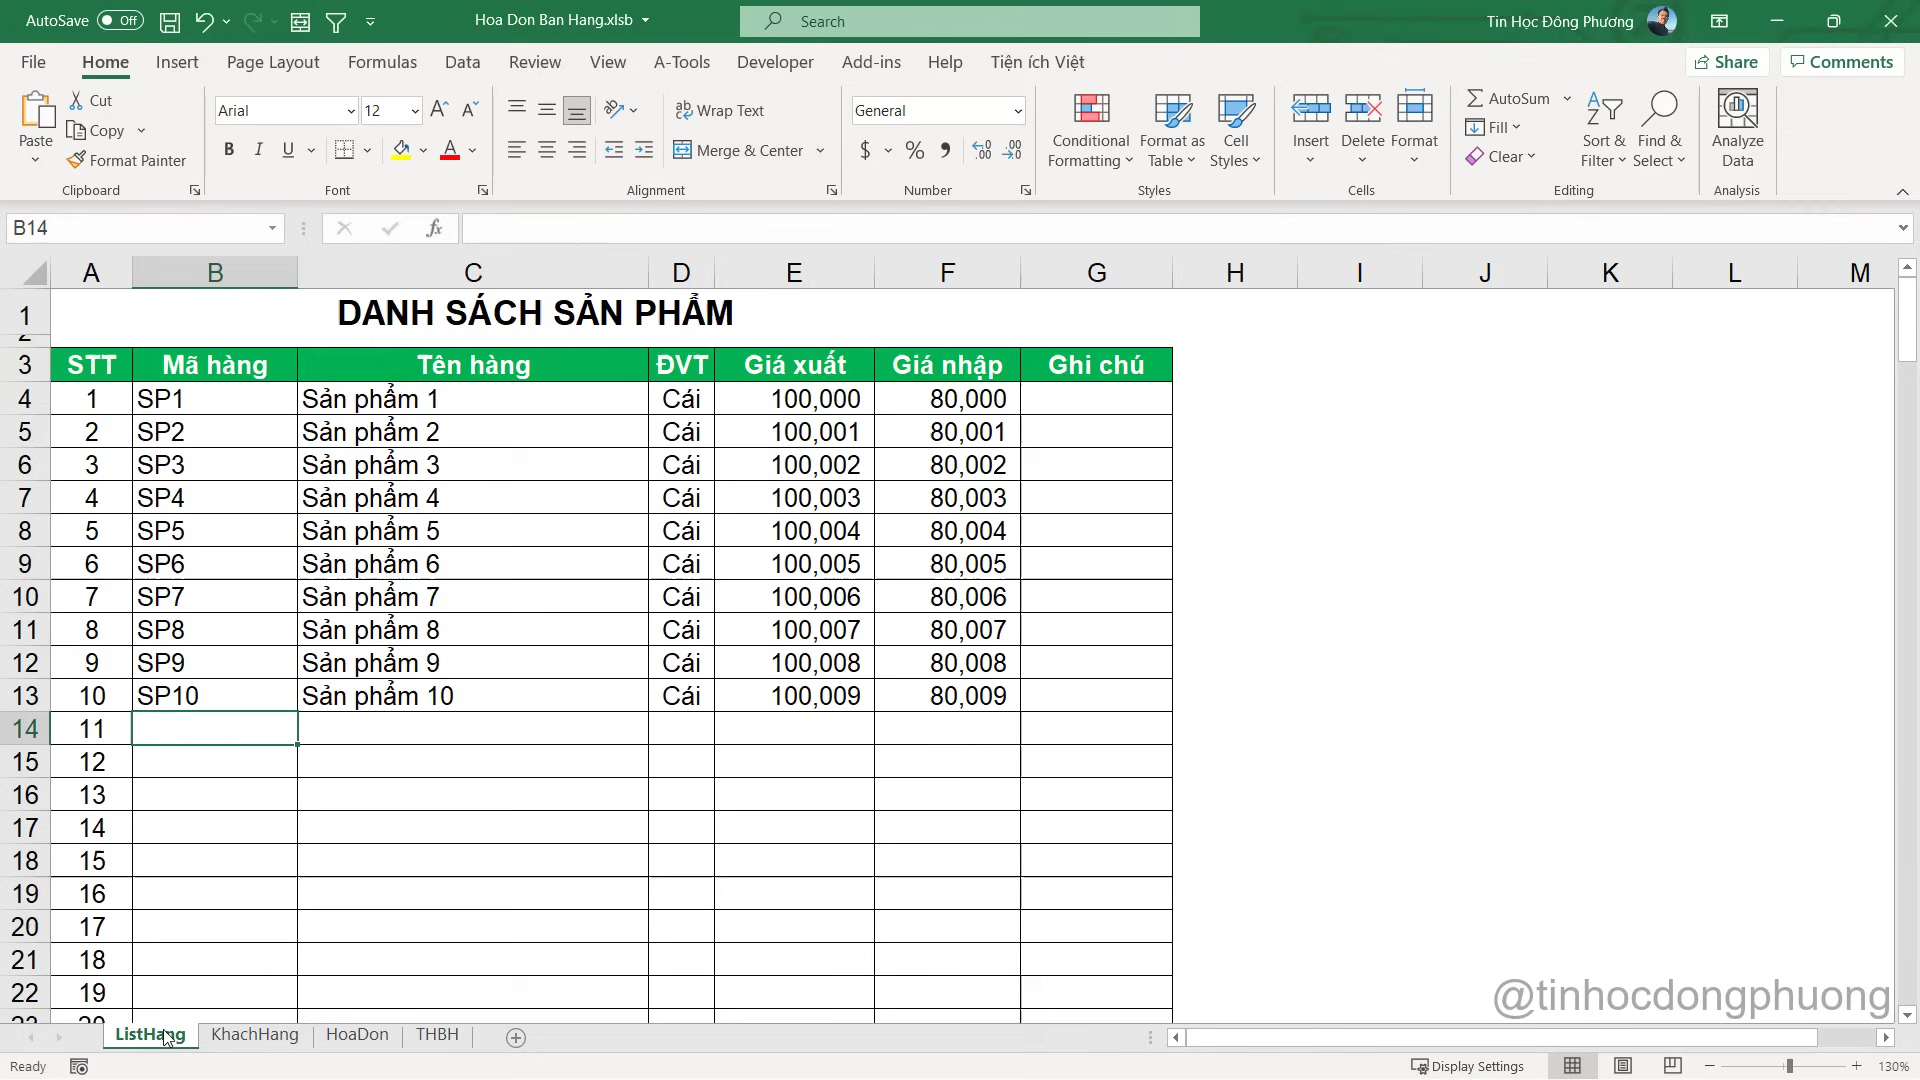 AutoSave Off Hoa Don Ban Hang.xlsb Search Tin Học Đông Phương
File Home Insert Page Layout Formulas Data Review View A-Tools Developer Add-ins Help Tiện ích Việt Share Comments
Paste Cut Copy Format Painter Clipboard
Arial 12 B I U A Font
Wrap Text Merge & Center Alignment
General $ % Number
Conditional Formatting Format as Table Cell Styles Styles
Insert Delete Format Cells
AutoSum Fill Clear Sort & Filter Find & Select Editing
Analyze Data Analysis
B14 fx
A B C D E F G H I J K L M
1 DANH SÁCH SẢN PHẨM
2
3 STT Mã hàng Tên hàng ĐVT Giá xuất Giá nhập Ghi chú
4 1 SP1 Sản phẩm 1 Cái 100,000 80,000
5 2 SP2 Sản phẩm 2 Cái 100,001 80,001
6 3 SP3 Sản phẩm 3 Cái 100,002 80,002
7 4 SP4 Sản phẩm 4 Cái 100,003 80,003
8 5 SP5 Sản phẩm 5 Cái 100,004 80,004
9 6 SP6 Sản phẩm 6 Cái 100,005 80,005
10 7 SP7 Sản phẩm 7 Cái 100,006 80,006
11 8 SP8 Sản phẩm 8 Cái 100,007 80,007
12 9 SP9 Sản phẩm 9 Cái 100,008 80,008
13 10 SP10 Sản phẩm 10 Cái 100,009 80,009
14 11
15 12
16 13
17 14
18 15
19 16
20 17
21 18
22 19
@tinhocdongphuong
ListHang KhachHang HoaDon THBH
Ready Display Settings 130%